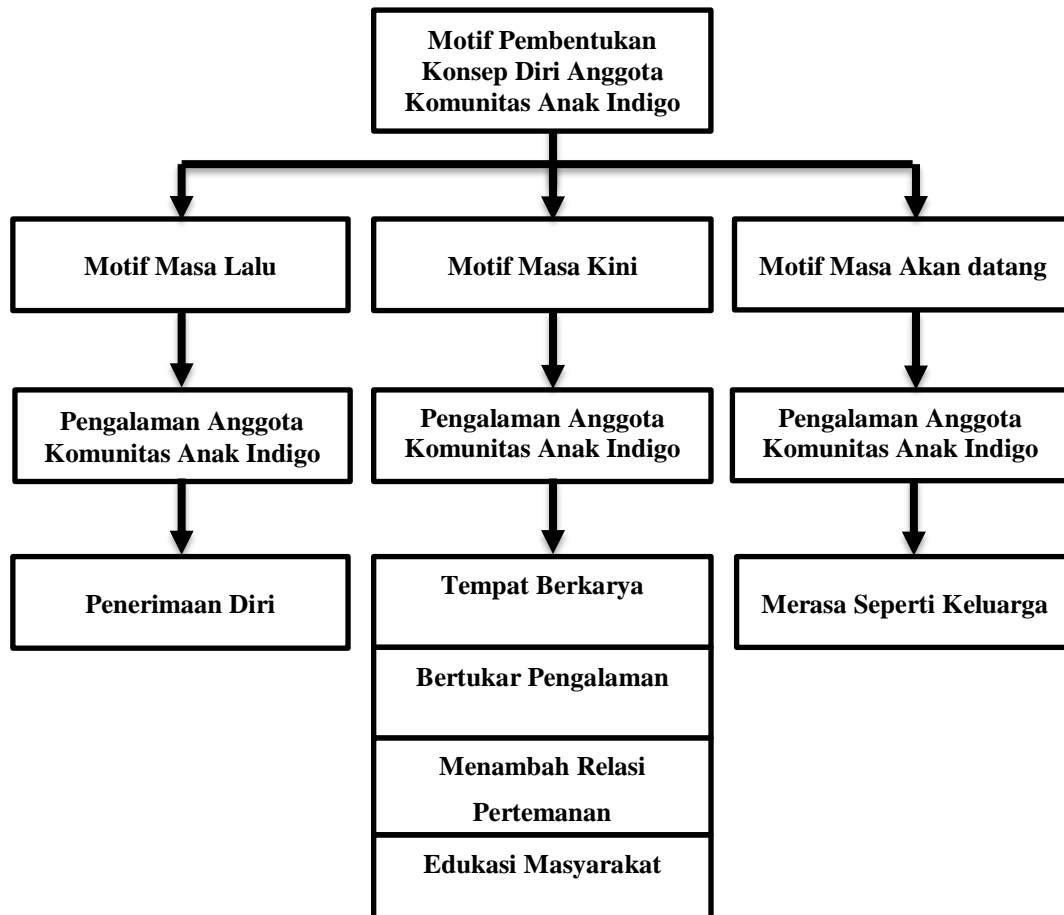 Motif Pembentukan
Konsep Diri Anggota
Komunitas Anak Indigo
Motif Masa Lalu
Motif Masa Kini
Motif Masa Akan datang
Pengalaman Anggota
Komunitas Anak Indigo
Pengalaman Anggota
Komunitas Anak Indigo
Pengalaman Anggota
Komunitas Anak Indigo
Penerimaan Diri
Tempat Berkarya
Bertukar Pengalaman
Menambah Relasi
Pertemanan
Edukasi Masyarakat
Merasa Seperti Keluarga